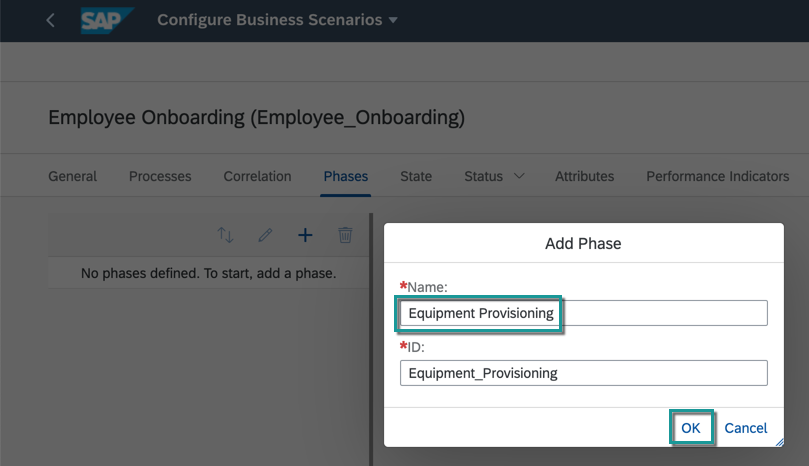 SAP Configure Business Scenarios
Employee Onboarding (Employee_Onboarding)
General Processes Correlation Phases State Status Attributes Performance Indicators
No phases defined. To start, add a phase.
Add Phase
*Name:
Equipment Provisioning
*ID:
Equipment_Provisioning
OK Cancel